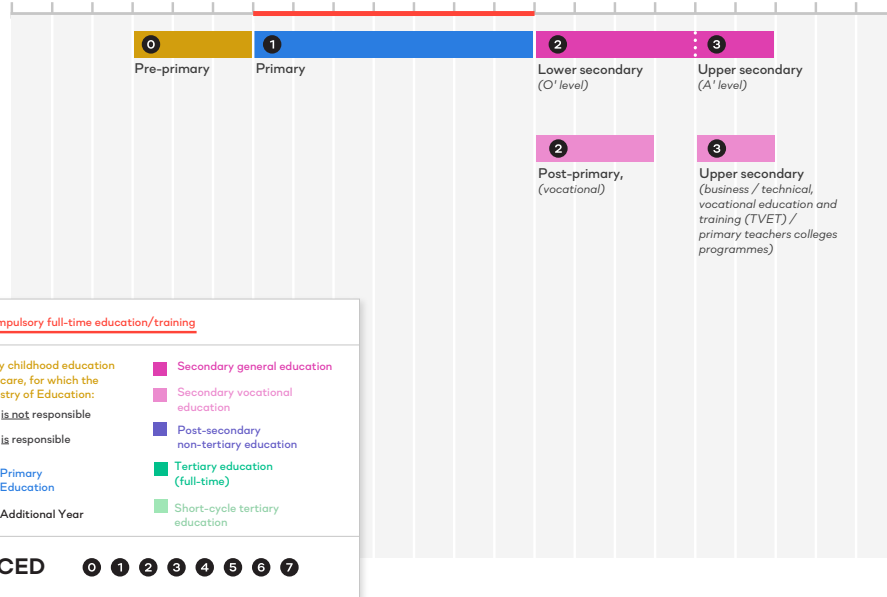 0
1
2
3
Pre-primary
Primary
Lower secondary
(O' level)
Upper secondary
(A' level)
2
3
Post-primary,
(vocational)
Upper secondary
(business / technical,
vocational education and
training (TVET) /
primary teachers colleges
programmes)
mpulsory full-time education/training
y childhood education
care, for which the
stry of Education:
is not responsible
is responsible
Primary
Education
Additional Year
Secondary general education
Secondary vocational
education
Post-secondary
non-tertiary education
Tertiary education
(full-time)
Short-cycle tertiary
education
CED 0 1 2 3 4 5 6 7